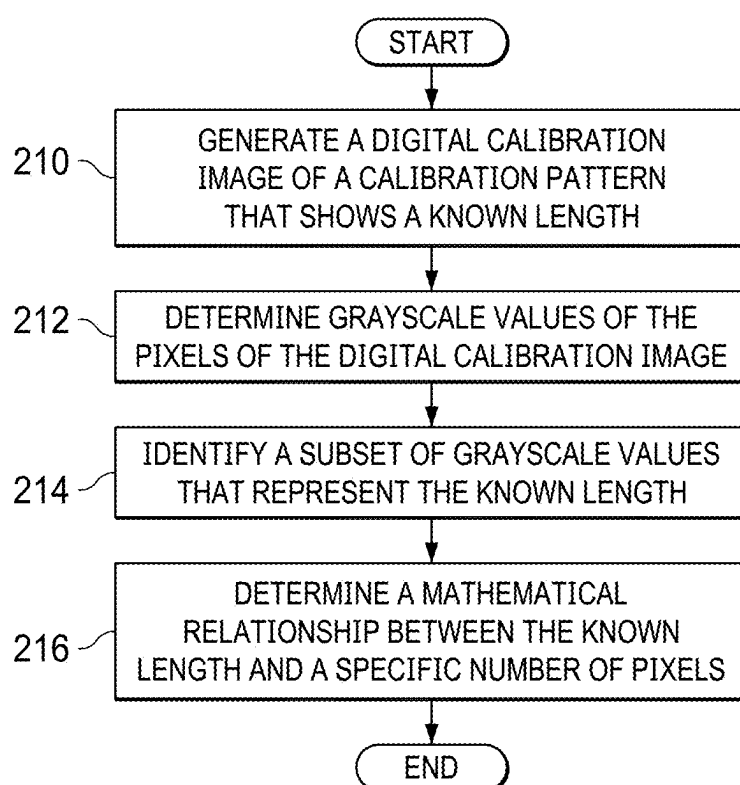 START
210
GENERATE A DIGITAL CALIBRATION
IMAGE OF A CALIBRATION PATTERN
THAT SHOWS A KNOWN LENGTH
212
DETERMINE GRAYSCALE VALUES OF THE
PIXELS OF THE DIGITAL CALIBRATION IMAGE
214
IDENTIFY A SUBSET OF GRAYSCALE VALUES
THAT REPRESENT THE KNOWN LENGTH
216
DETERMINE A MATHEMATICAL
RELATIONSHIP BETWEEN THE KNOWN
LENGTH AND A SPECIFIC NUMBER OF PIXELS
END